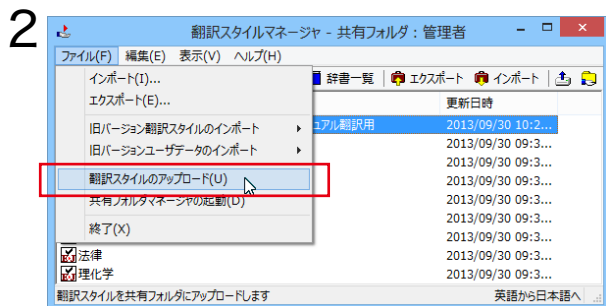 2
翻訳スタイルマネージャ - 共有フォルダ：管理者
ファイル(F) 編集(E) 表示(V) ヘルプ(H)
インポート(I)... 辞書一覧 エクスポート インポート
エクスポート(E)... 更新日時
旧バージョン翻訳スタイルのインポート ュアル翻訳用 2013/09/30 10:2...
2013/09/30 09:3...
旧バージョンユーザデータのインポート 2013/09/30 09:3...
翻訳スタイルのアップロード(U) 2013/09/30 09:3...
共有フォルダマネージャの起動(D) 2013/09/30 09:3...
2013/09/30 09:3...
終了(X) 2013/09/30 09:3...
法律 2013/09/30 09:3...
理化学 2013/09/30 09:3...
翻訳スタイルを共有フォルダにアップロードします 英語から日本語へ